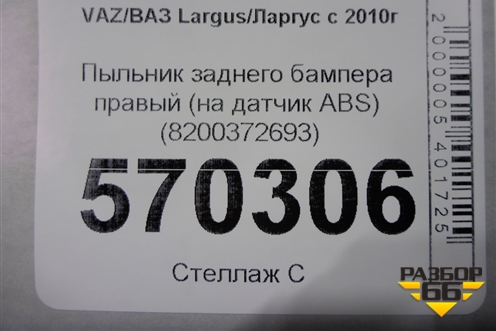 VAZ/ВАЗ Largus/Ларгус с 2010г
Пыльник заднего бампера
правый (на датчик ABS)
(8200372693)
570306
Стеллаж С
2000005401725
РАЗБОР
66